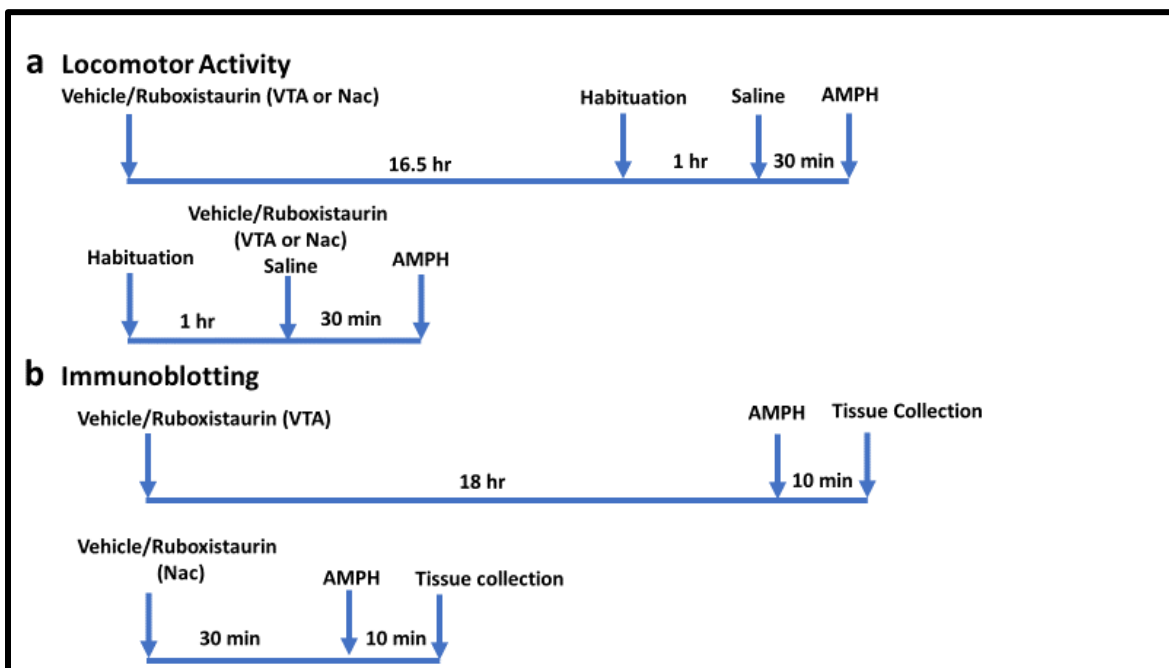 a Locomotor Activity
Vehicle/Ruboxistaurin (VTA or Nac)
Habituation
Saline
AMPH
16.5 hr
1 hr
30 min
Vehicle/Ruboxistaurin
(VTA or Nac)
Habituation
Saline
AMPH
1 hr
30 min
b Immunoblotting
Vehicle/Ruboxistaurin (VTA)
AMPH
Tissue Collection
18 hr
10 min
Vehicle/Ruboxistaurin
(Nac)
AMPH
Tissue collection
30 min
10 min